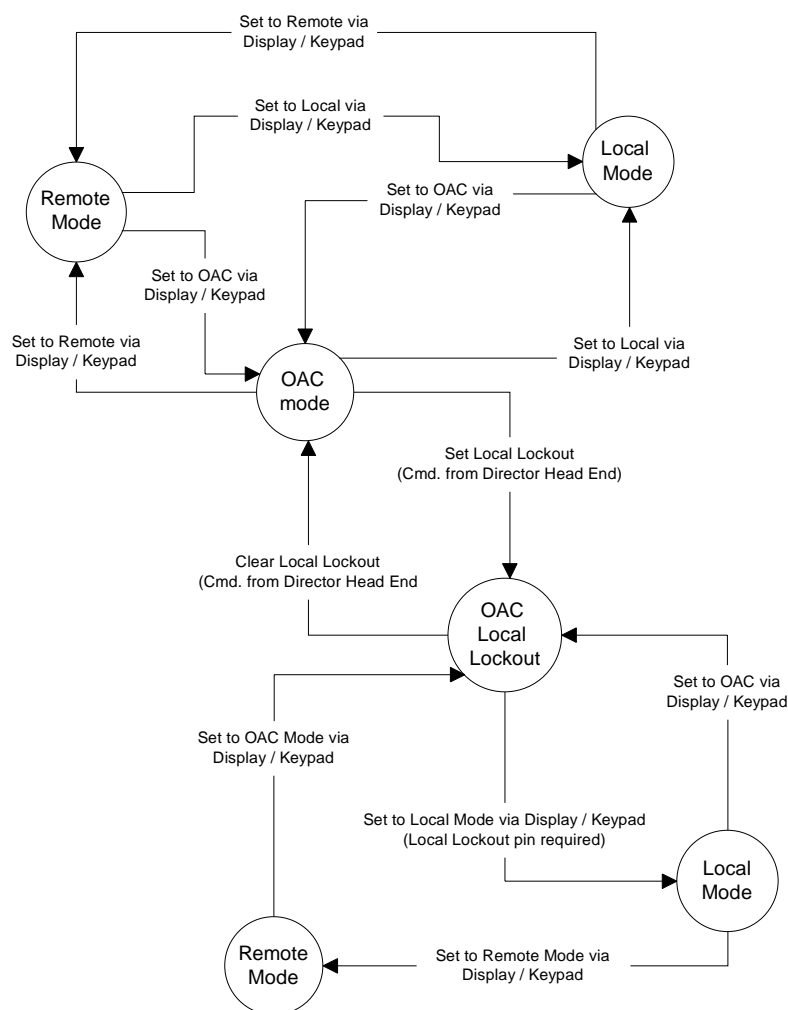 Set to Remote via
Display / Keypad
Set to Local via
Display / Keypad
Local
Mode
Set to OAC via
Display / Keypad
Remote
Mode
Set to OAC via
Display / Keypad
Set to Remote via
Display / Keypad
Set to Local via
Display / Keypad
OAC
mode
Set Local Lockout
(Cmd. from Director Head End)
Clear Local Lockout
(Cmd. from Director Head End
OAC
Local
Lockout
Set to OAC via
Display / Keypad
Set to OAC Mode via
Display / Keypad
Set to Local Mode via Display / Keypad
(Local Lockout pin required)
Local
Mode
Remote
Mode
Set to Remote Mode via
Display / Keypad